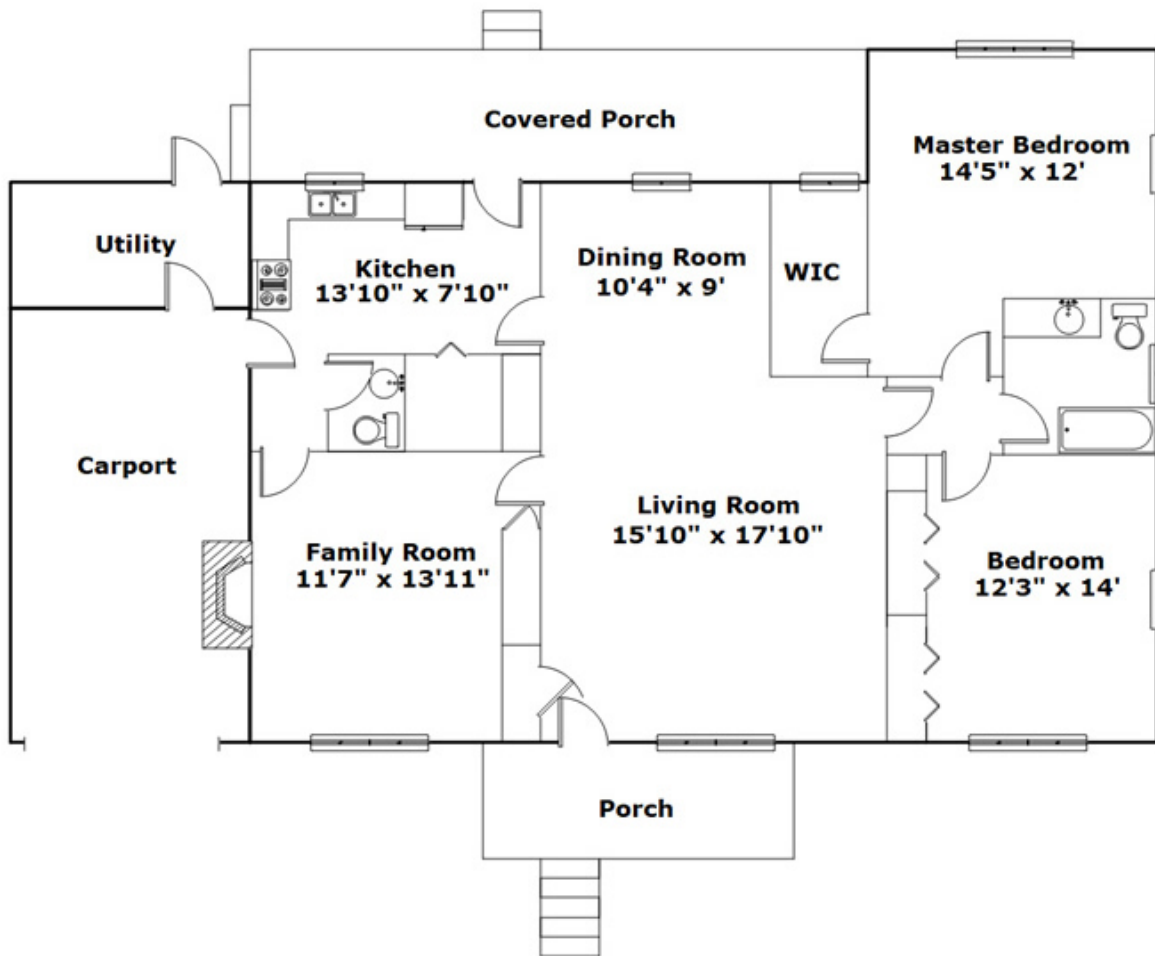 Covered Porch
Master Bedroom
14'5" x 12'
Utility
Kitchen
13'10" x 7'10"
Dining Room
10'4" x 9'
WIC
Carport
Living Room
15'10" x 17'10"
Family Room
11'7" x 13'11"
Bedroom
12'3" x 14'
Porch